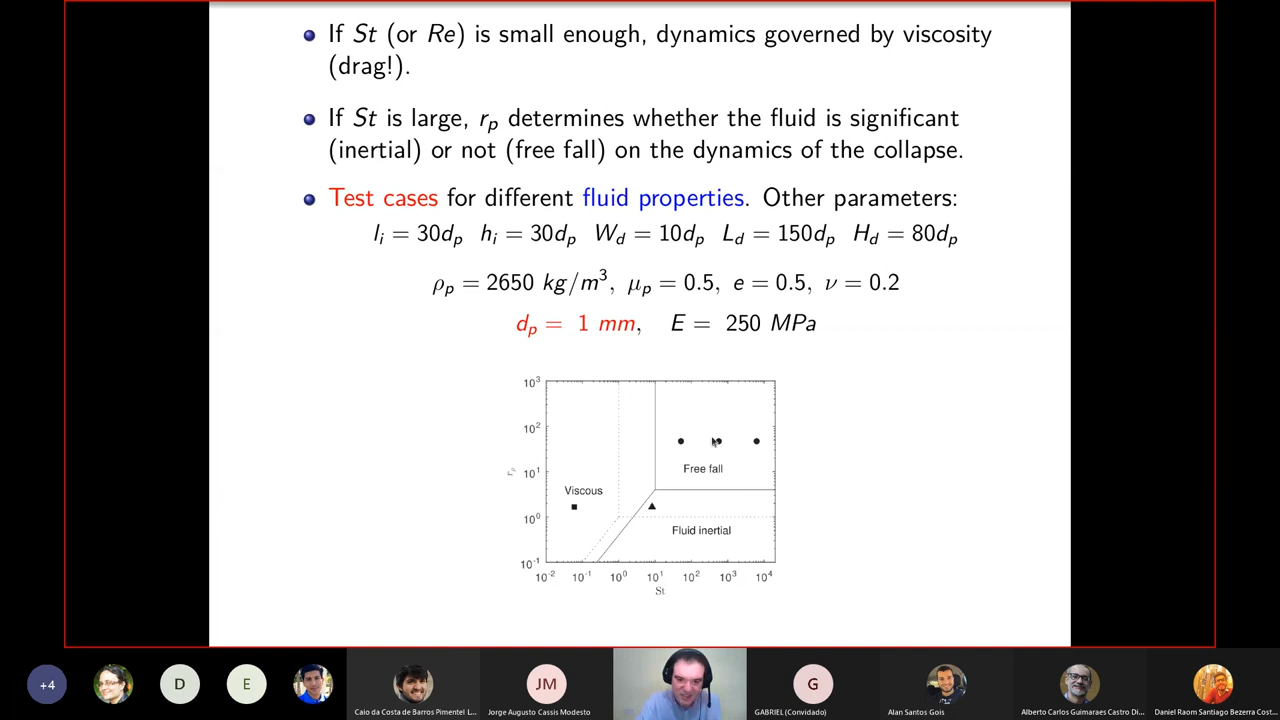 If St (or Re) is small enough, dynamics governed by viscosity
(drag!).
If St is large, r_p determines whether the fluid is significant
(inertial) or not (free fall) on the dynamics of the collapse.
Test cases for different fluid properties. Other parameters:
l_i = 30d_p h_i = 30d_p W_d = 10d_p L_d = 150d_p H_d = 80d_p
ρ_p = 2650 kg/m³, μ_p = 0.5, e = 0.5, ν = 0.2
d_p = 1 mm, E = 250 MPa
10³
10²
10¹
10⁰
10⁻¹
r_p
Free fall
Viscous
Fluid inertial
10⁻² 10⁻¹ 10⁰ 10¹ 10² 10³ 10⁴
St
+4
D
E
JM
G
Caio da Costa de Barros Pimentel L...
Jorge Augusto Cassis Modesto
GABRIEL (Convidado)
Alan Santos Gois
Alberto Carlos Guimaraes Castro Di...
Daniel Raom Santiago Bezerra Cost...